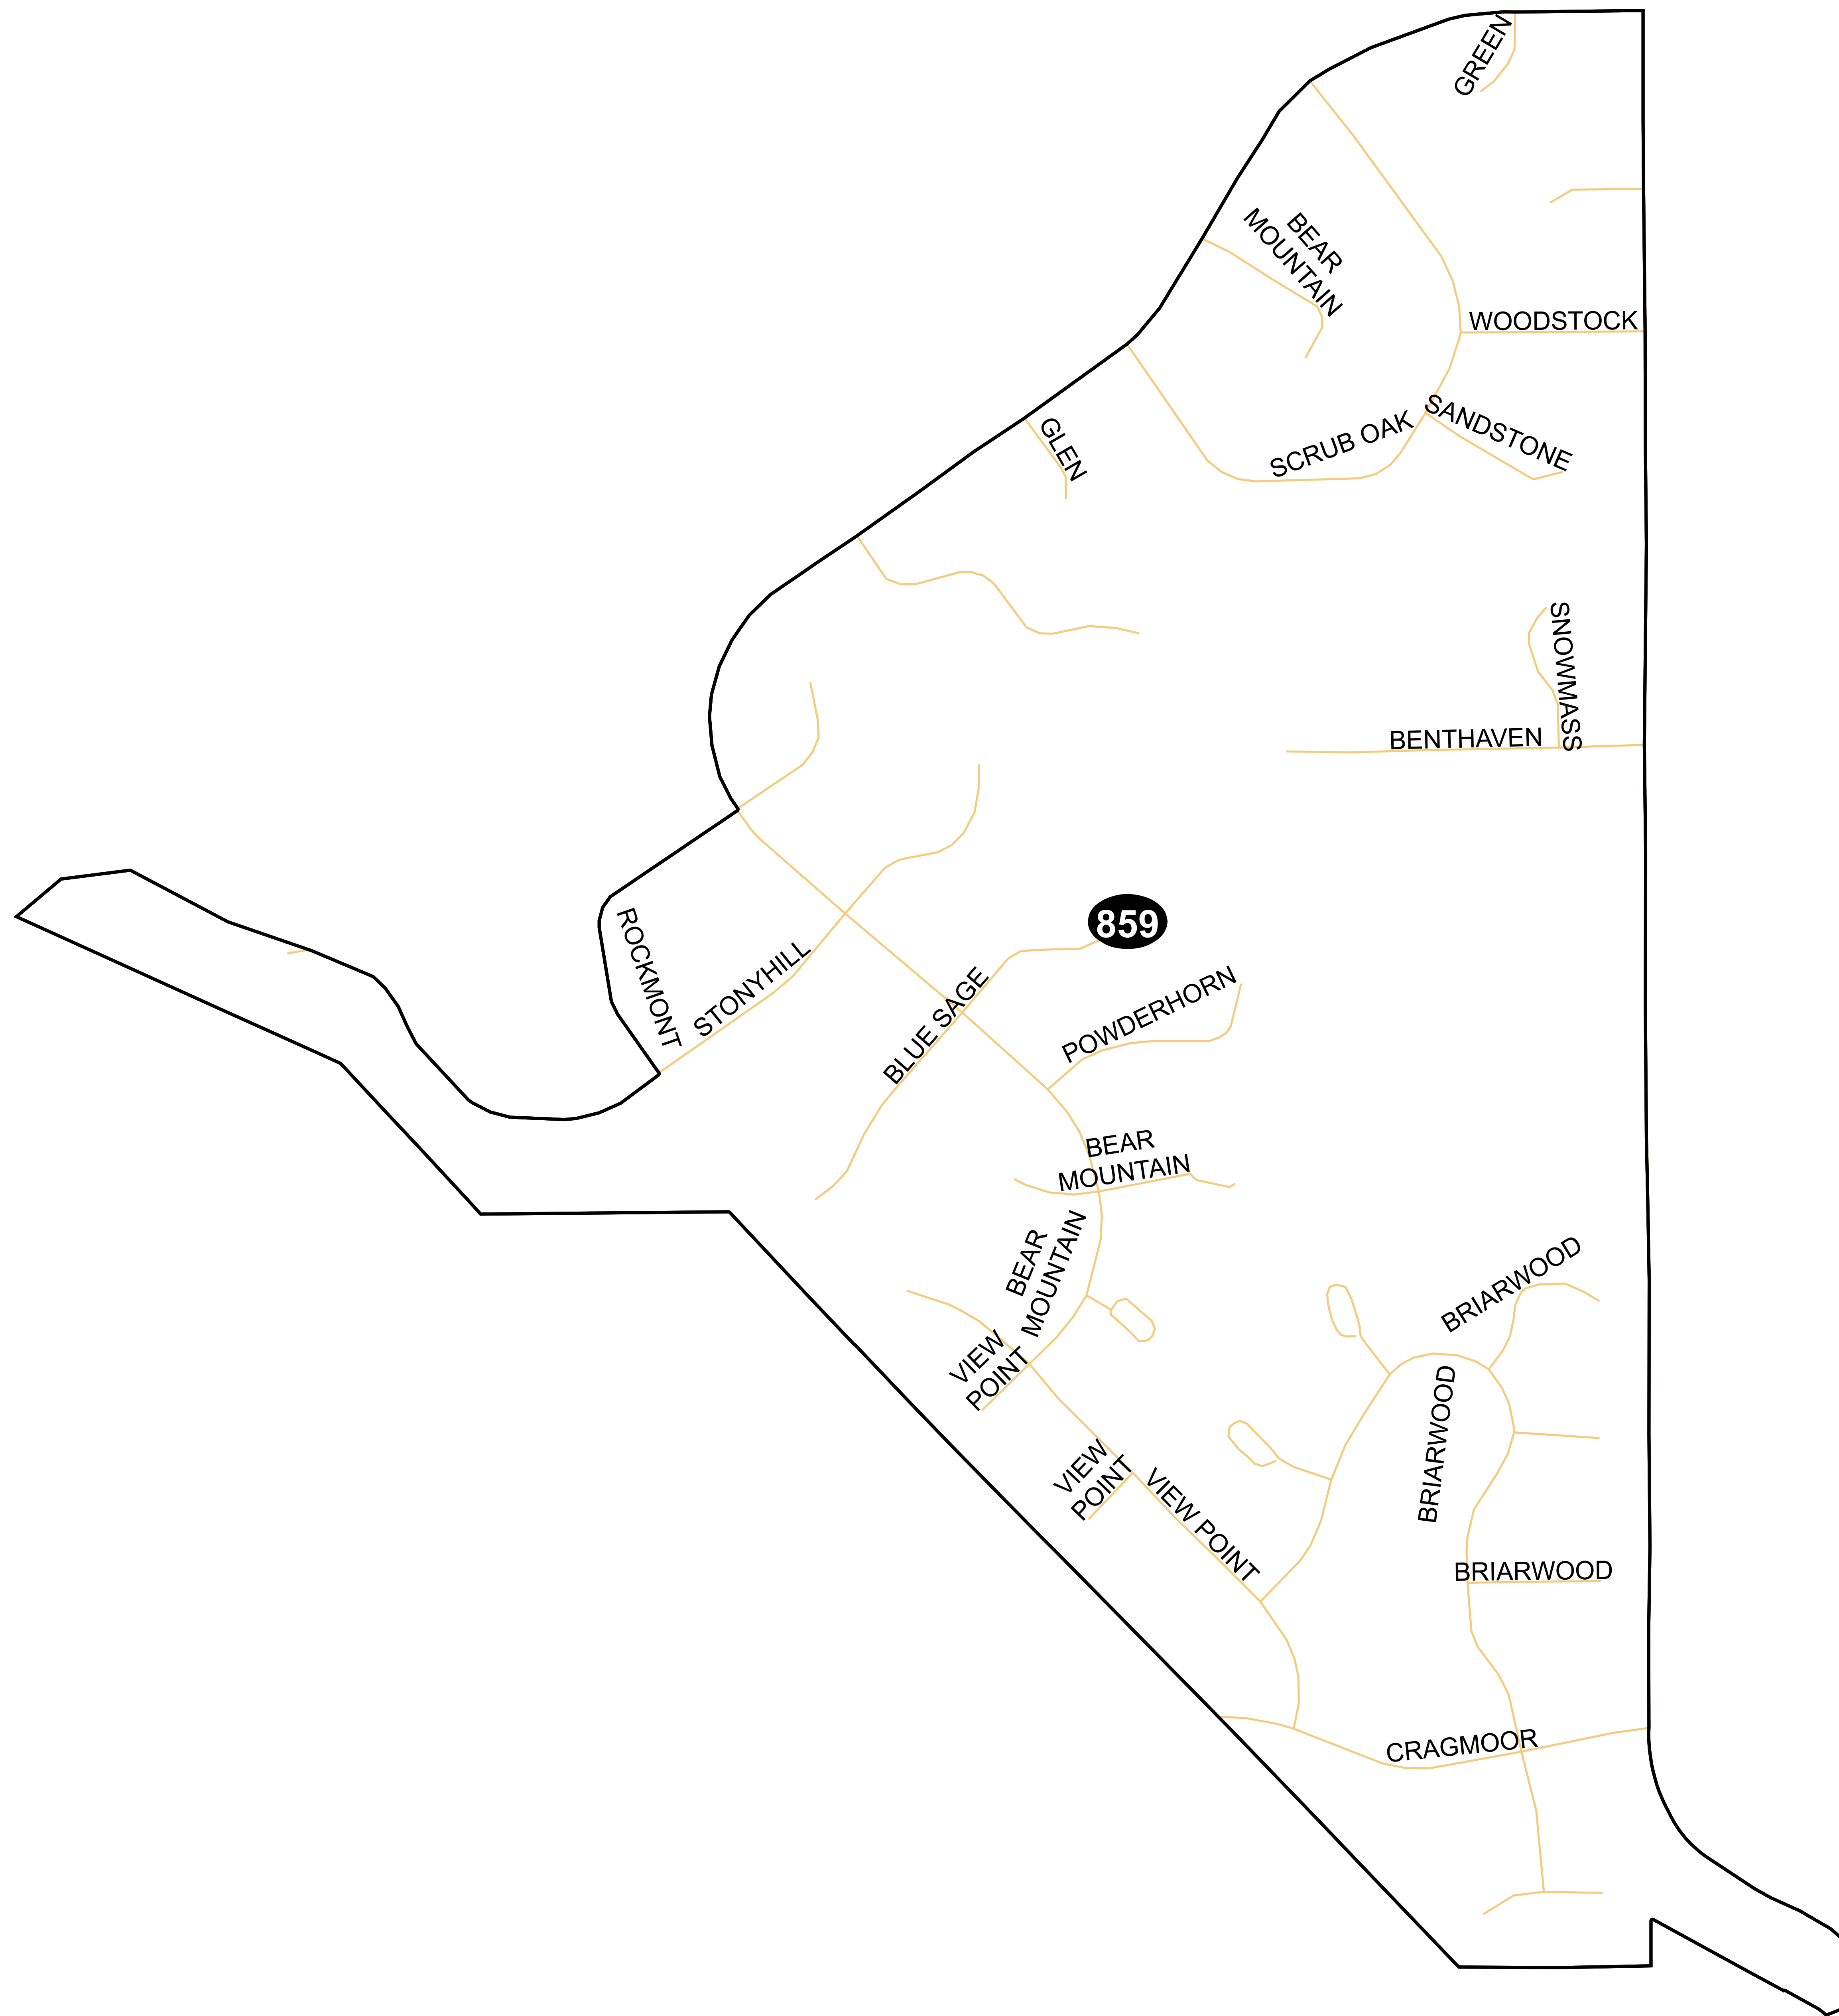 GREEN
BEAR
MOUNTAIN
WOODSTOCK
SANDSTONE
SCRUB OAK
GLEN
SNOWMASS
BENTHAVEN
859
ROCKMONT
STONYHILL
BLUE SAGE
POWDERHORN
BEAR
MOUNTAIN
BEAR
MOUNTAIN
BRIARWOOD
VIEW
POINT
BRIARWOOD
VIEW
POINT
VIEW POINT
BRIARWOOD
CRAGMOOR